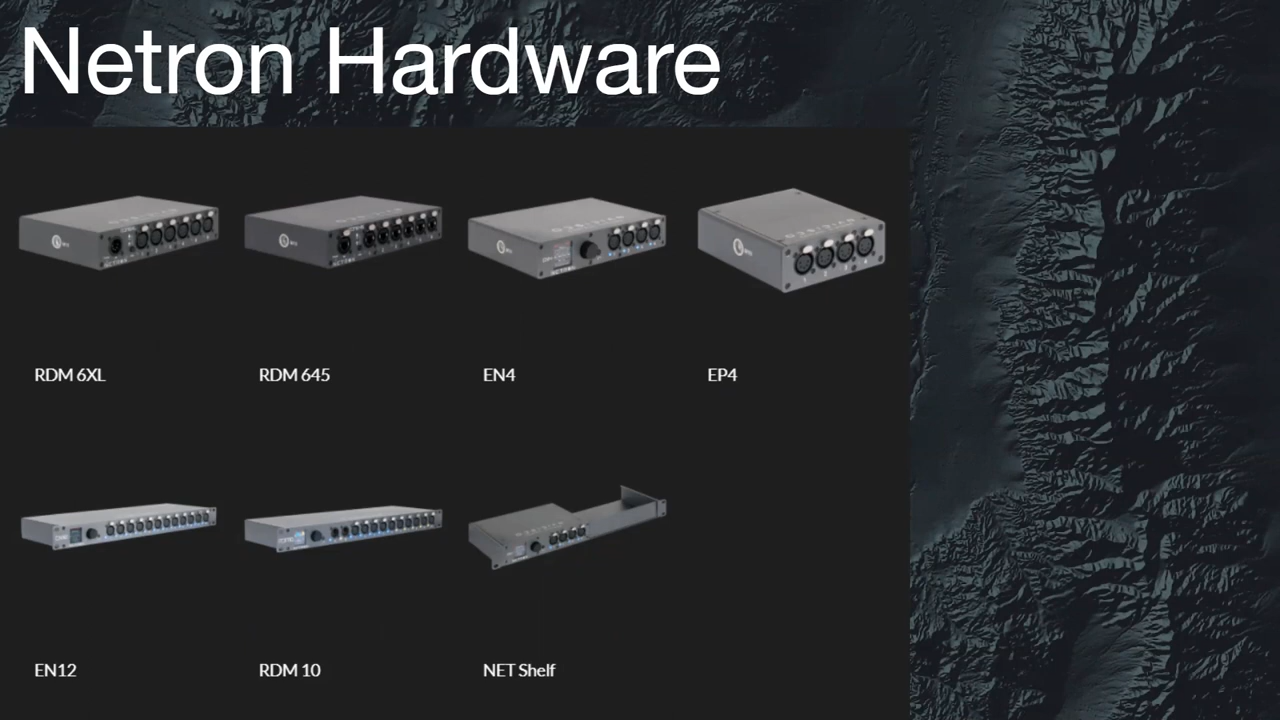 Netron Hardware
RDM 6XL
RDM 645
EN4
EP4
EN12
RDM 10
NET Shelf